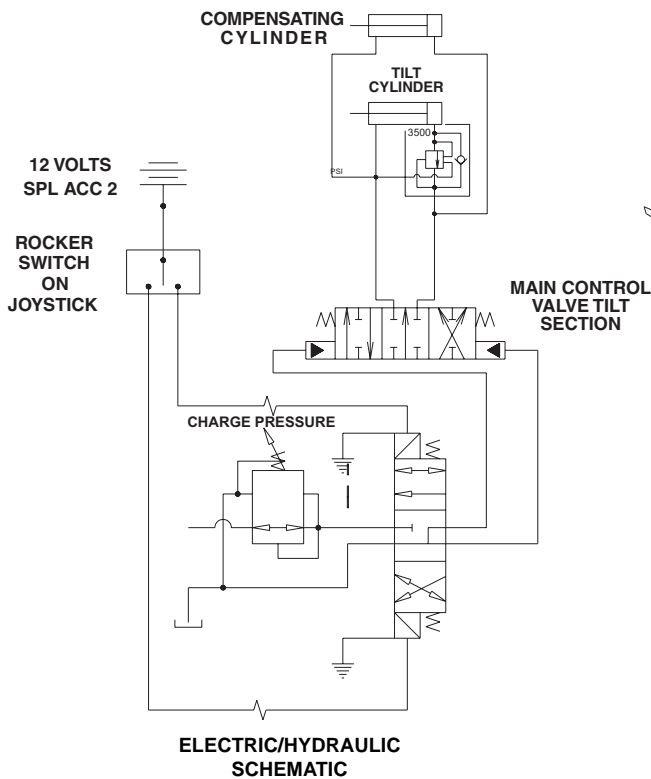 COMPENSATING
CYLINDER
TILT
CYLINDER
3500
PSI
12 VOLTS
SPL ACC 2
ROCKER
SWITCH
ON
JOYSTICK
MAIN CONTROL
VALVE TILT
SECTION
CHARGE PRESSURE
ELECTRIC/HYDRAULIC
SCHEMATIC